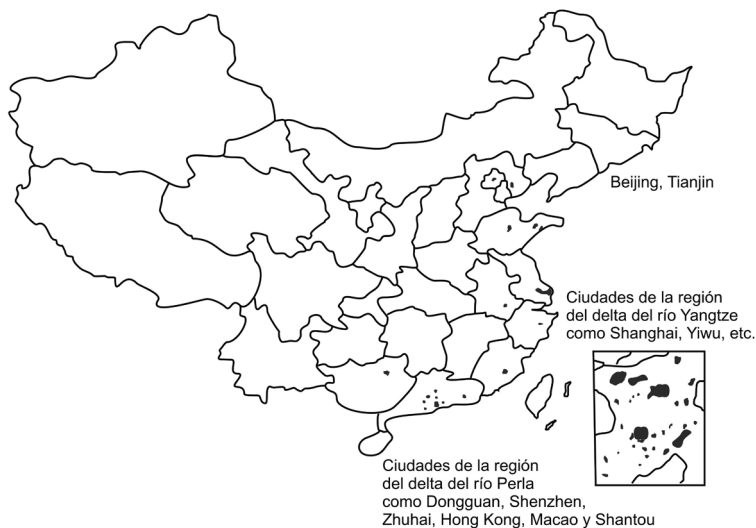 Beijing, Tianjin
Ciudades de la región
del delta del río Yangtze
como Shanghai, Yiwu, etc.
Ciudades de la región
del delta del río Perla
como Dongguan, Shenzhen,
Zhuhai, Hong Kong, Macao y Shantou